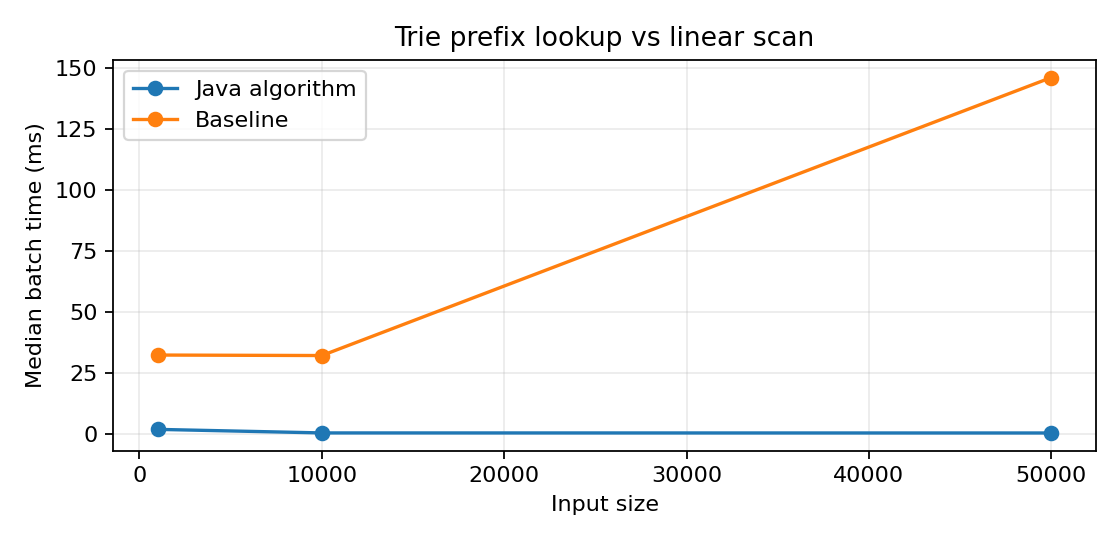 Trie prefix lookup vs linear scan
Java algorithm
Baseline
Median batch time (ms)
150
125
100
75
50
25
0
0 10000 20000 30000 40000 50000
Input size